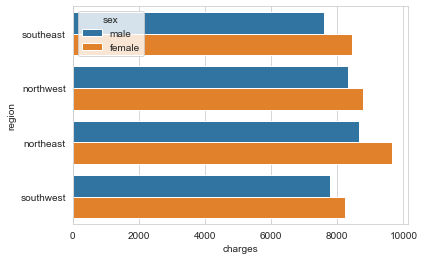 sex
male
female
southeast
northwest
northeast
southwest
region
0 2000 4000 6000 8000 10000
charges